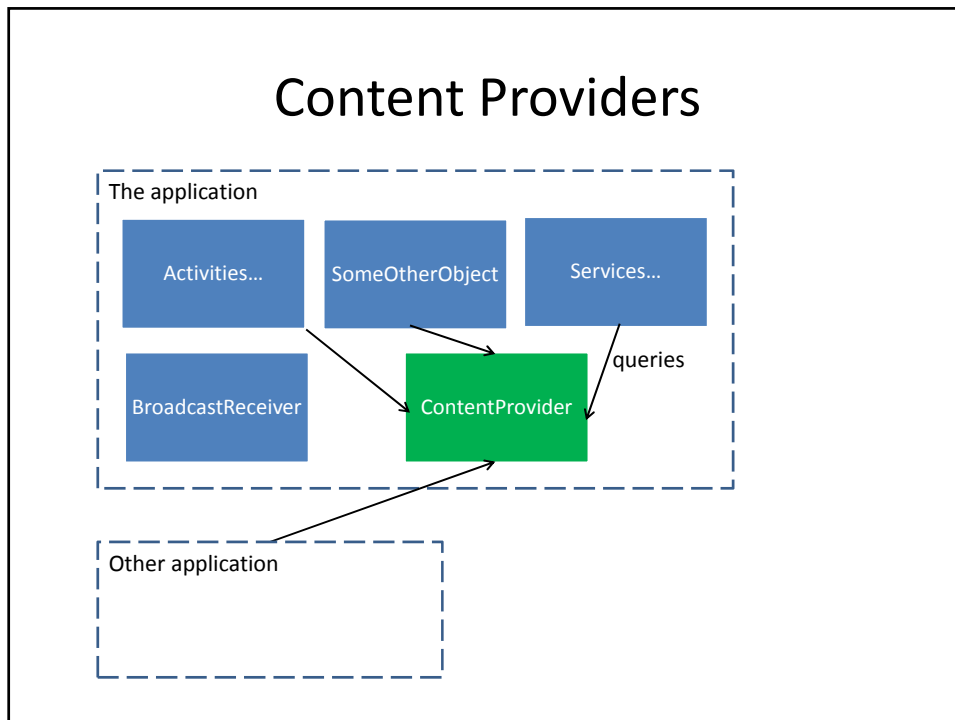 Content Providers
The application
Activities…
SomeOtherObject
Services…
queries
BroadcastReceiver
ContentProvider
Other application